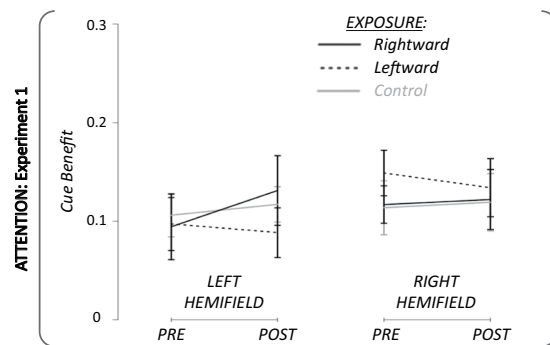 EXPOSURE:
Rightward
Leftward
Control
ATTENTION: Experiment 1
Cue Benefit
0.3
0.2
0.1
0
LEFT
HEMIFIELD
RIGHT
HEMIFIELD
PRE
POST
PRE
POST